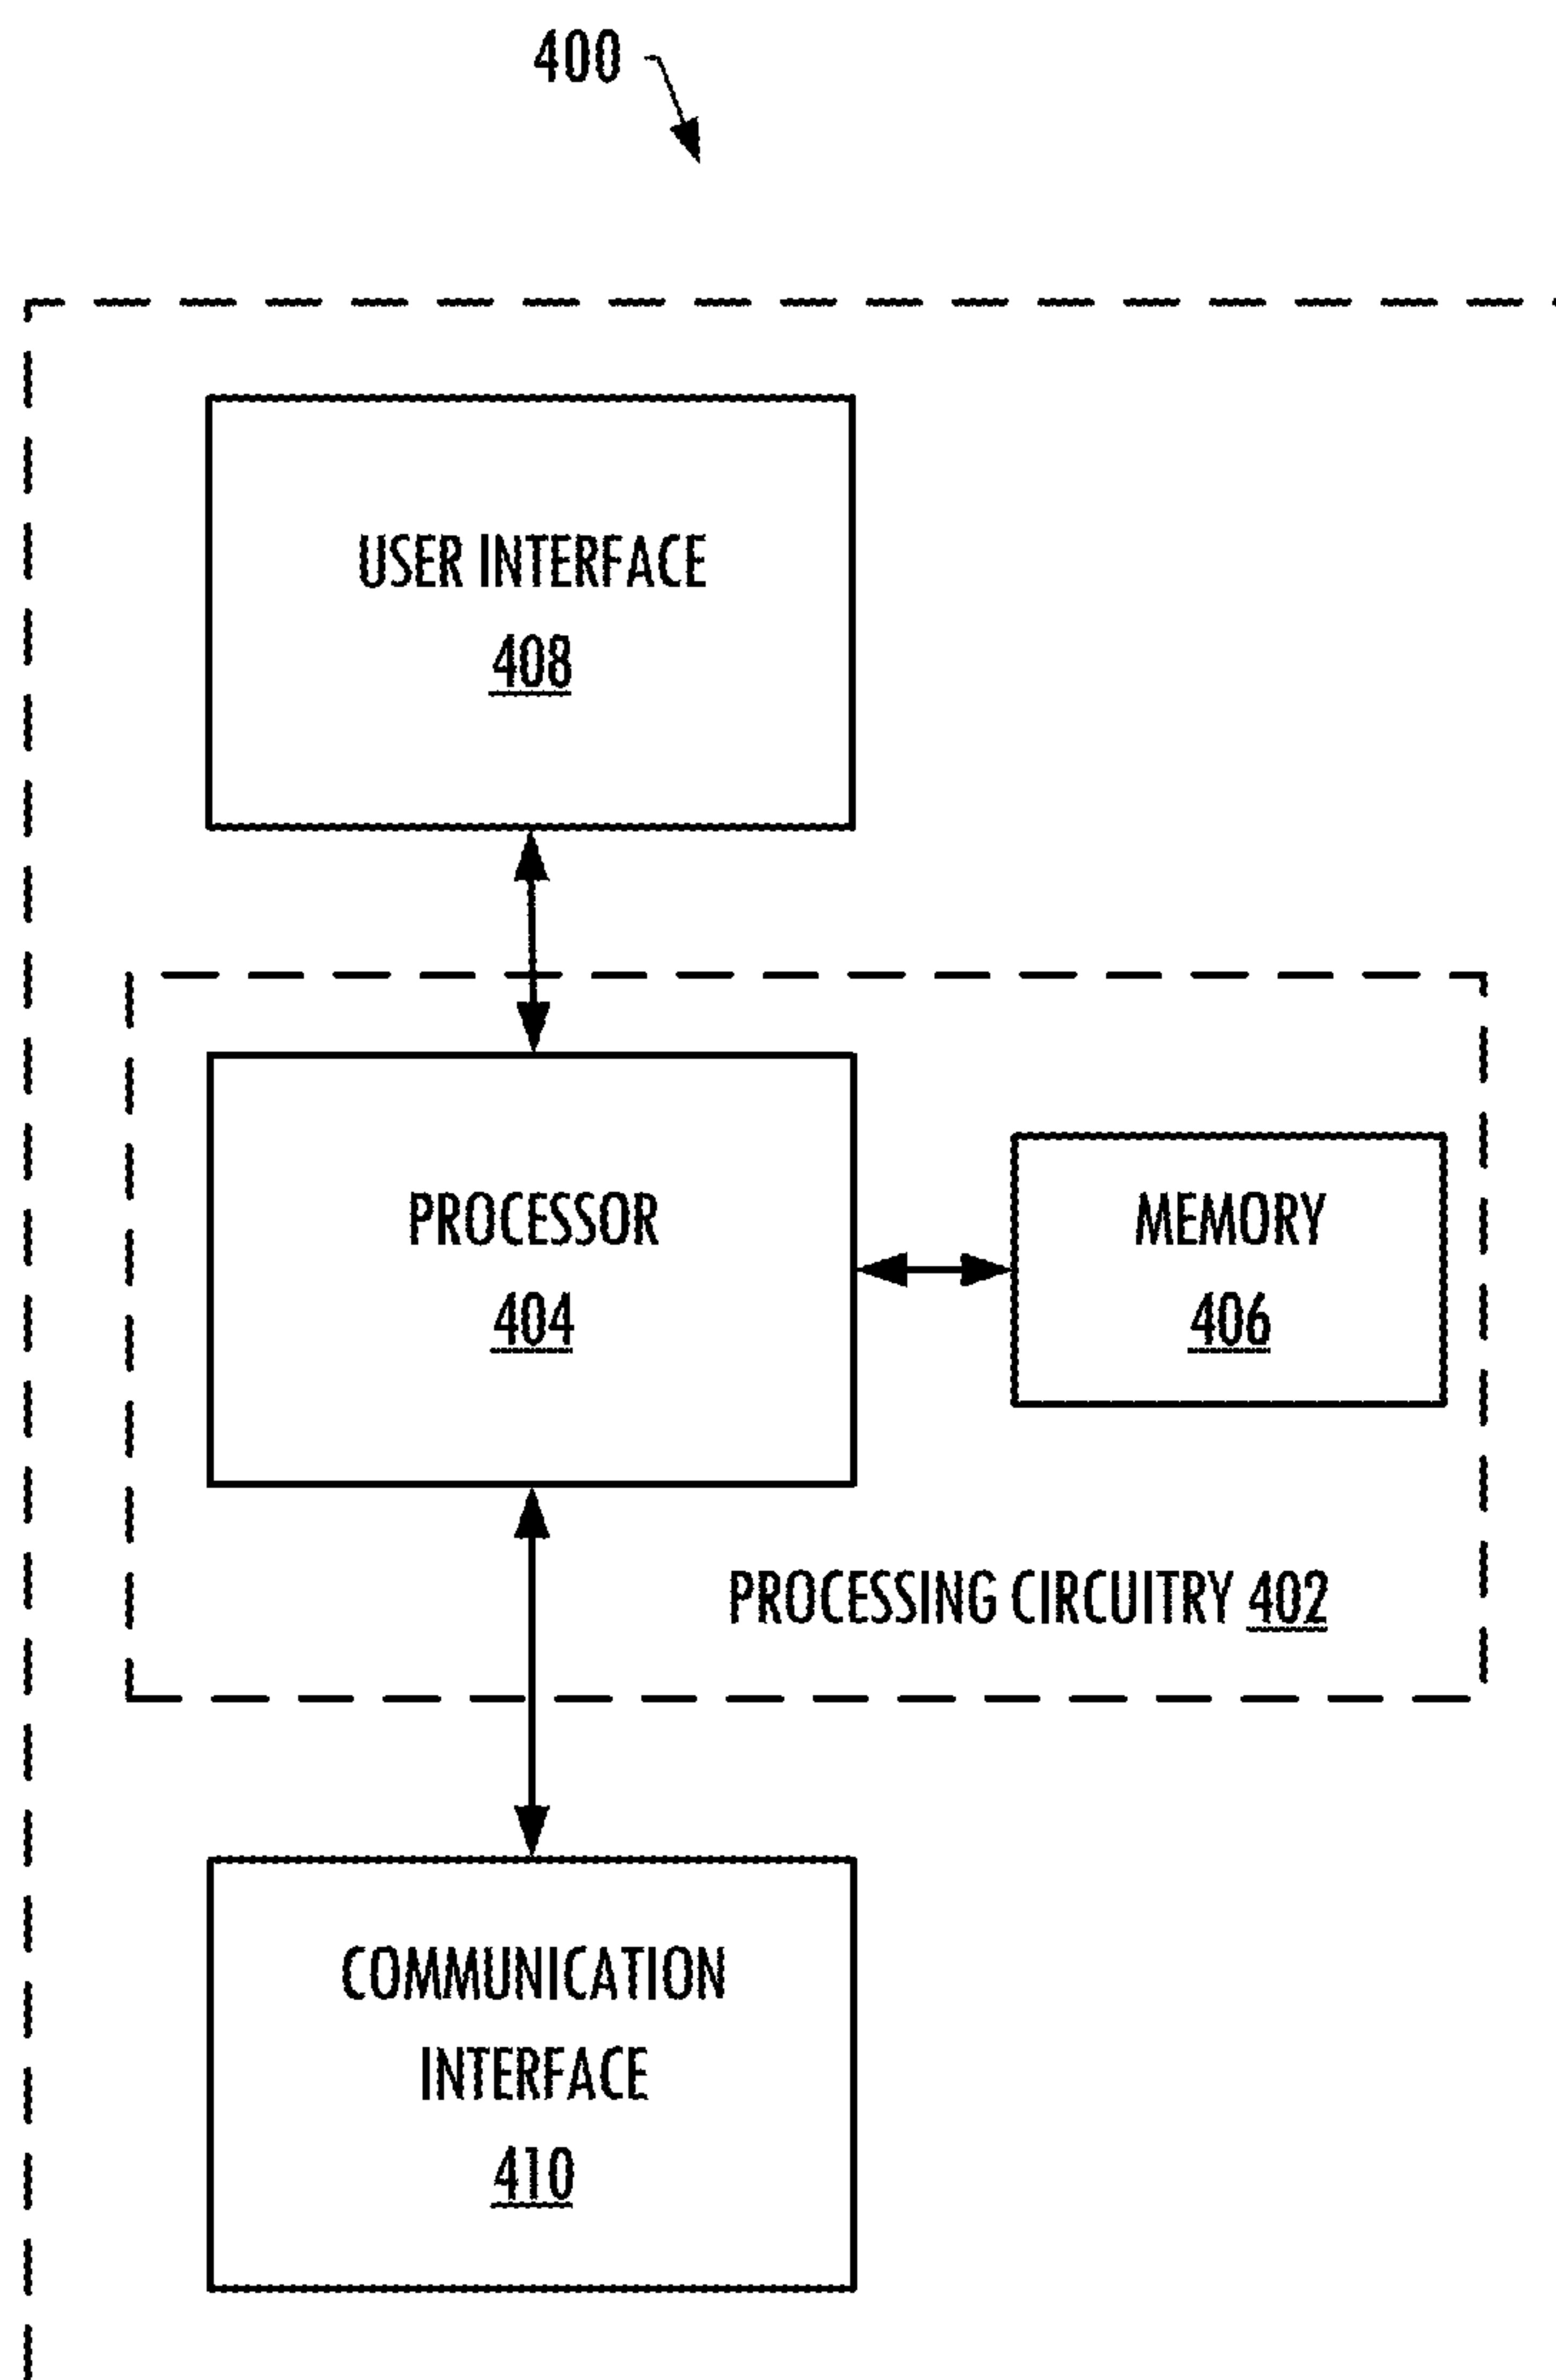 400
USER INTERFACE
408
PROCESSOR
404
MEMORY
406
PROCESSING CIRCUITRY 402
COMMUNICATION
INTERFACE
410